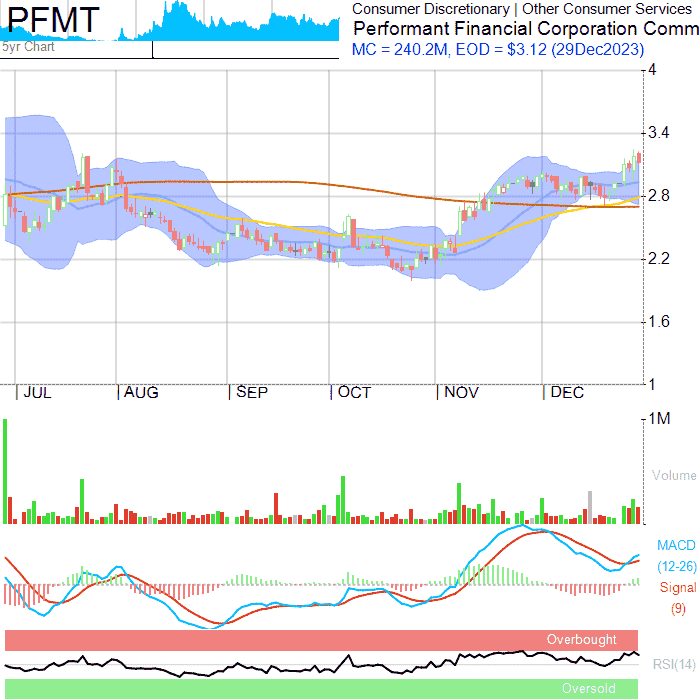 PFMT
5yr Chart
Consumer Discretionary | Other Consumer Services
Performant Financial Corporation Comm
MC = 240.2M, EOD = $3.12 (29Dec2023)
4
3.4
2.8
2.2
1.6
1
JUL AUG SEP OCT NOV DEC
1M
Volume
MACD
(12-26)
Signal
(9)
Overbought
RSI(14)
Oversold